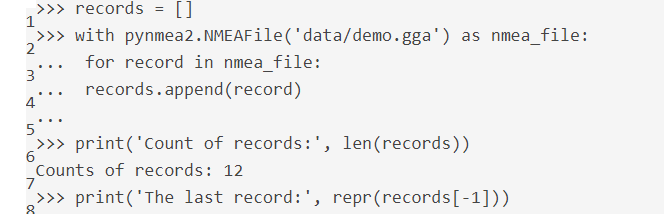 >>> records = []
1
>>> with pynmea2.NMEAFile('data/demo.gga') as nmea_file:
2
...  for record in nmea_file:
3
...  records.append(record)
4
...
5
>>> print('Count of records:', len(records))
6
Counts of records: 12
7
>>> print('The last record:', repr(records[-1]))
8